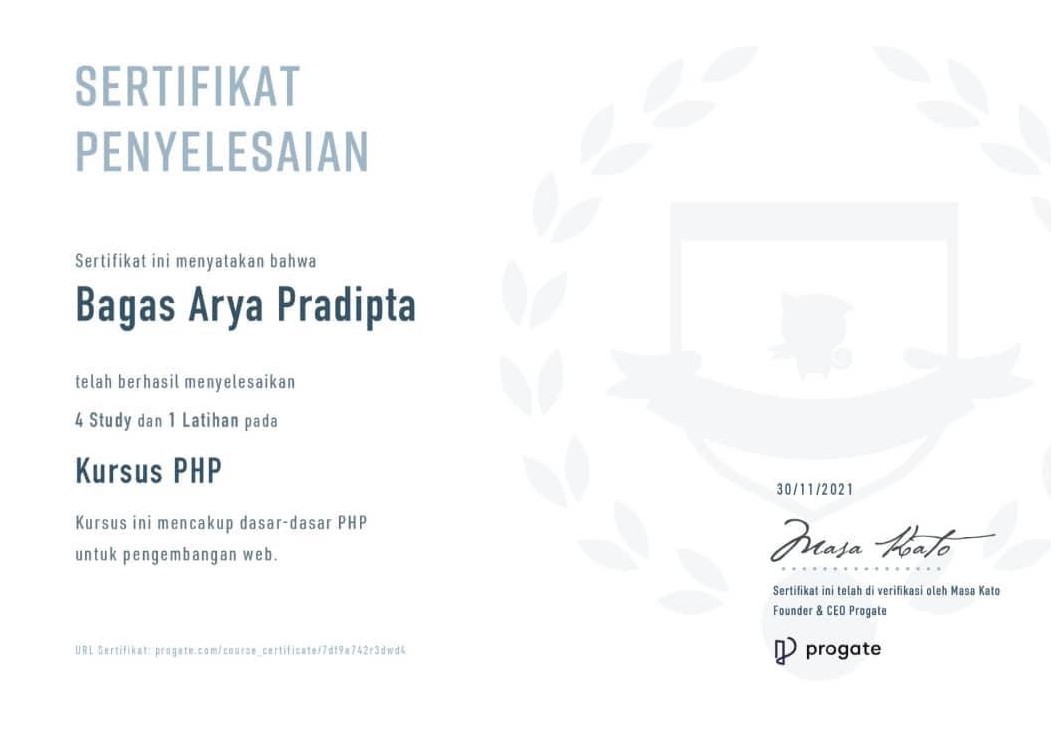 SERTIFIKAT
PENYELESAIAN
Sertifikat ini menyatakan bahwa
Bagas Arya Pradipta
telah berhasil menyelesaikan
4 Study dan 1 Latihan pada
Kursus PHP
Kursus ini mencakup dasar-dasar PHP
untuk pengembangan web.
URL Sertifikat: progate.com/course_certificate/7df9e742r3dwd4
30/11/2021
Masa Kato
Sertifikat ini telah di verifikasi oleh Masa Kato
Founder & CEO Progate
progate